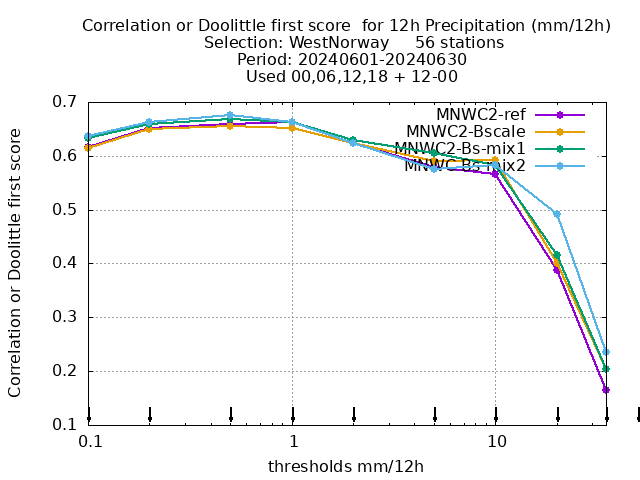 Correlation or Doolittle first score  for 12h Precipitation (mm/12h)
Selection: WestNorway     56 stations
Period: 20240601-20240630
Used 00,06,12,18 + 12-00
Correlation or Doolittle first score
0.7
0.6
0.5
0.4
0.3
0.2
0.1
MNWC2-ref
MNWC2-Bscale
MNWC2-Bs-mix1
MNWC-Bs-mix2
0.1
1
10
thresholds mm/12h